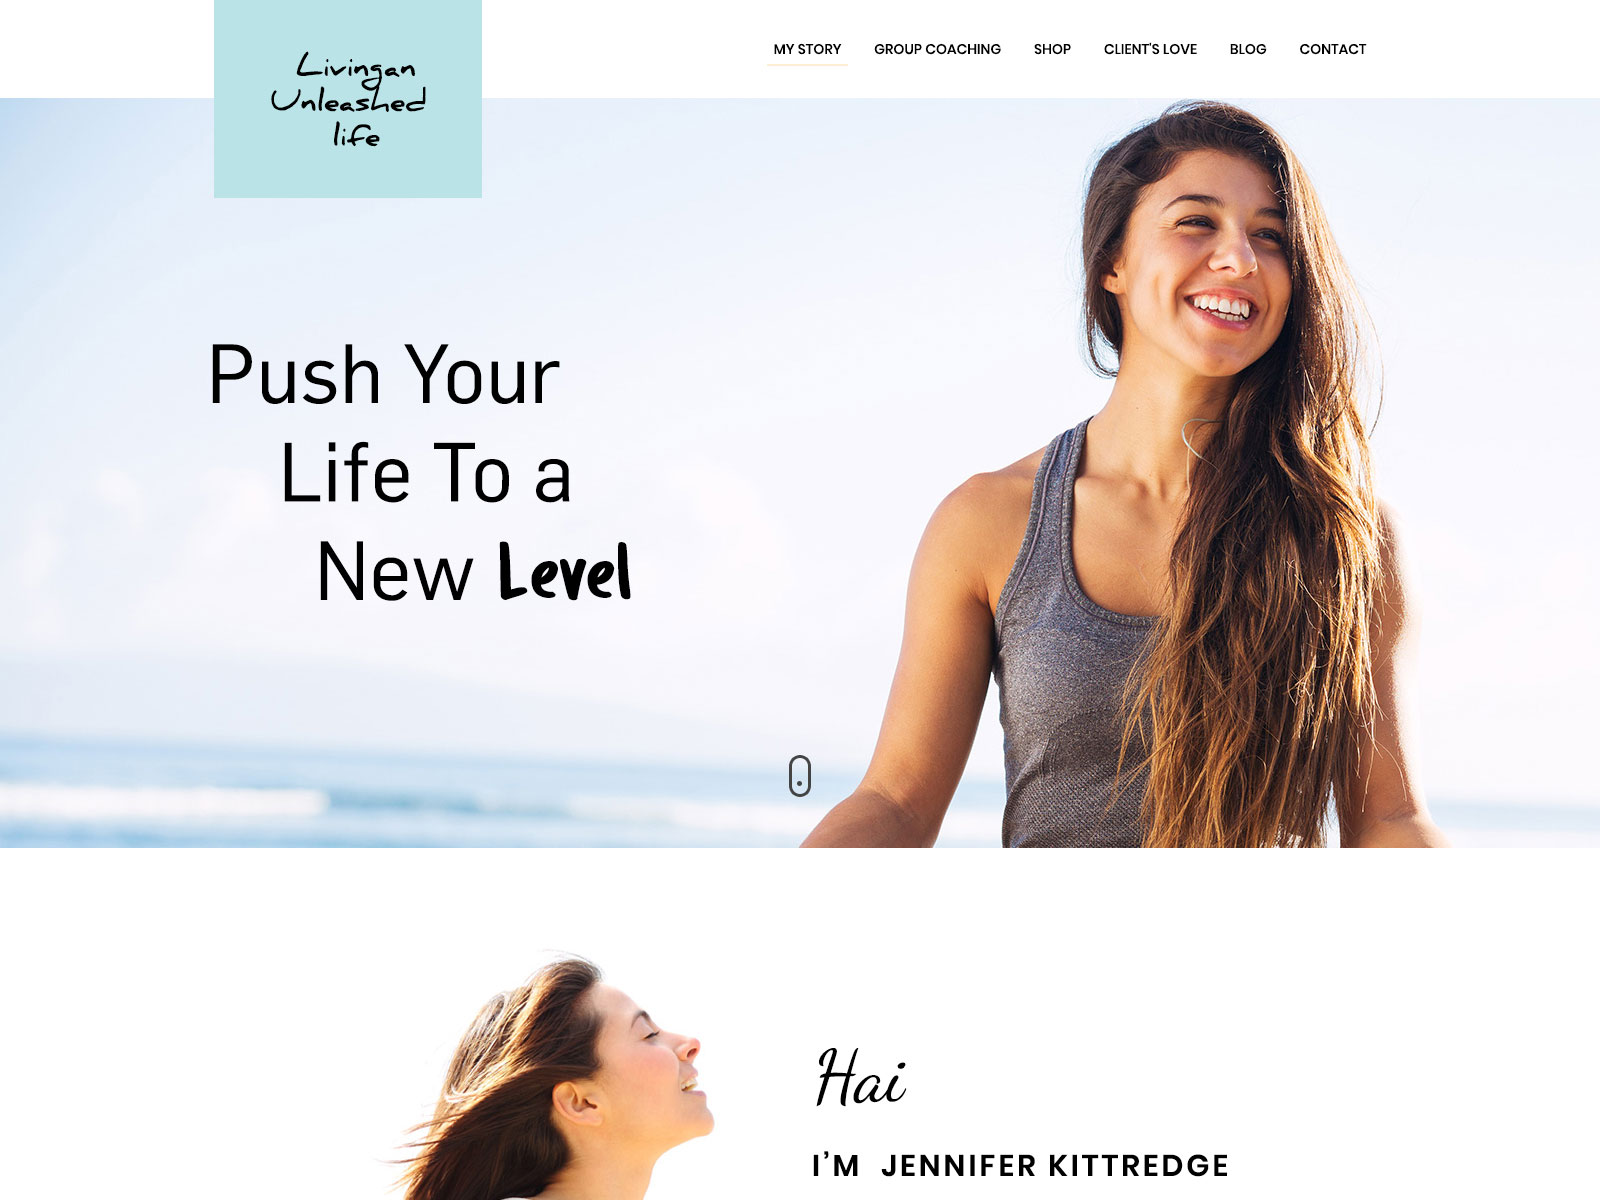 Livingan
Unleashed
life
MY STORY GROUP COACHING SHOP CLIENT'S LOVE BLOG CONTACT
Push Your
Life To a
New Level
Hai
I’M JENNIFER KITTREDGE